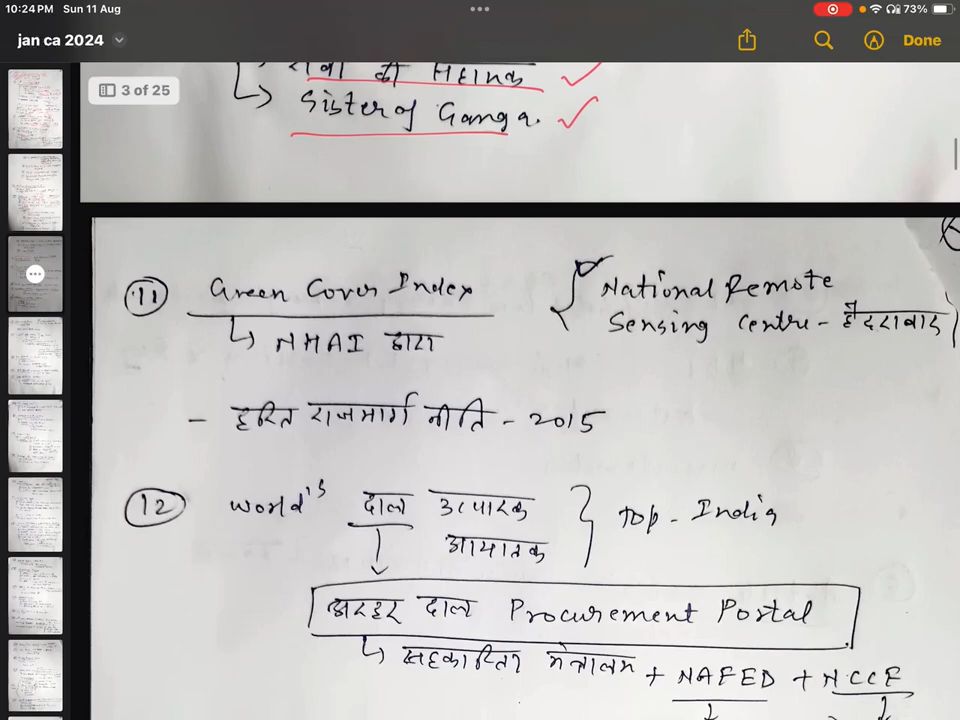 10:24 PM Sun 11 Aug
73%
jan ca 2024
Done
3 of 25
Sister of Ganga.
11 Green Cover Index
NHAI द्वारा
National Remote
Sensing Centre - हैदराबाद
- हरित राजमार्ग नीति - 2015
12 World's दाल उत्पादक
आयातक
Top - India
अरहर दाल Procurement Portal
सहकारिता मंत्रालय + NAFED + NCCF